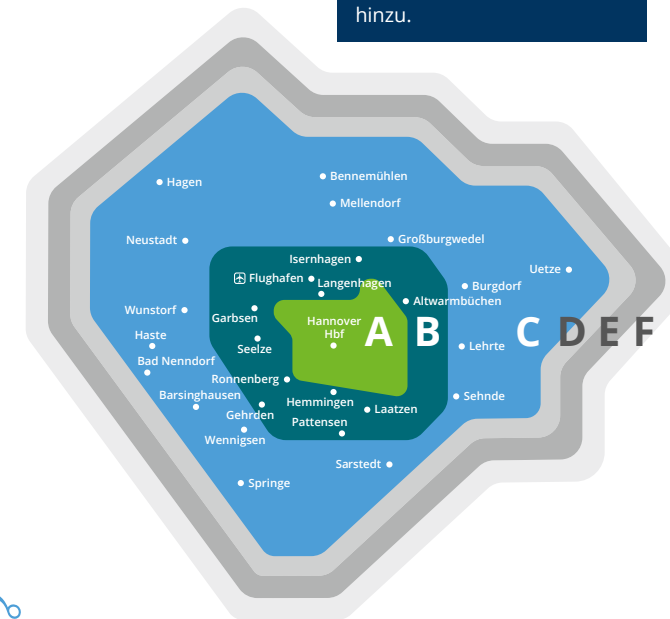 hinzu.
Hagen
Bennemühlen
Mellendorf
Neustadt
Großburgwedel
Isernhagen
Uetze
Flughafen
Langenhagen
Burgdorf
Altwarmbüchen
Wunstorf
Garbsen
Hannover
Hbf
A B C D E F
Haste
Seelze
Lehrte
Bad Nenndorf
Ronnenberg
Barsinghausen
Hemmingen
Sehnde
Gehrden
Laatzen
Pattensen
Wennigsen
Sarstedt
Springe